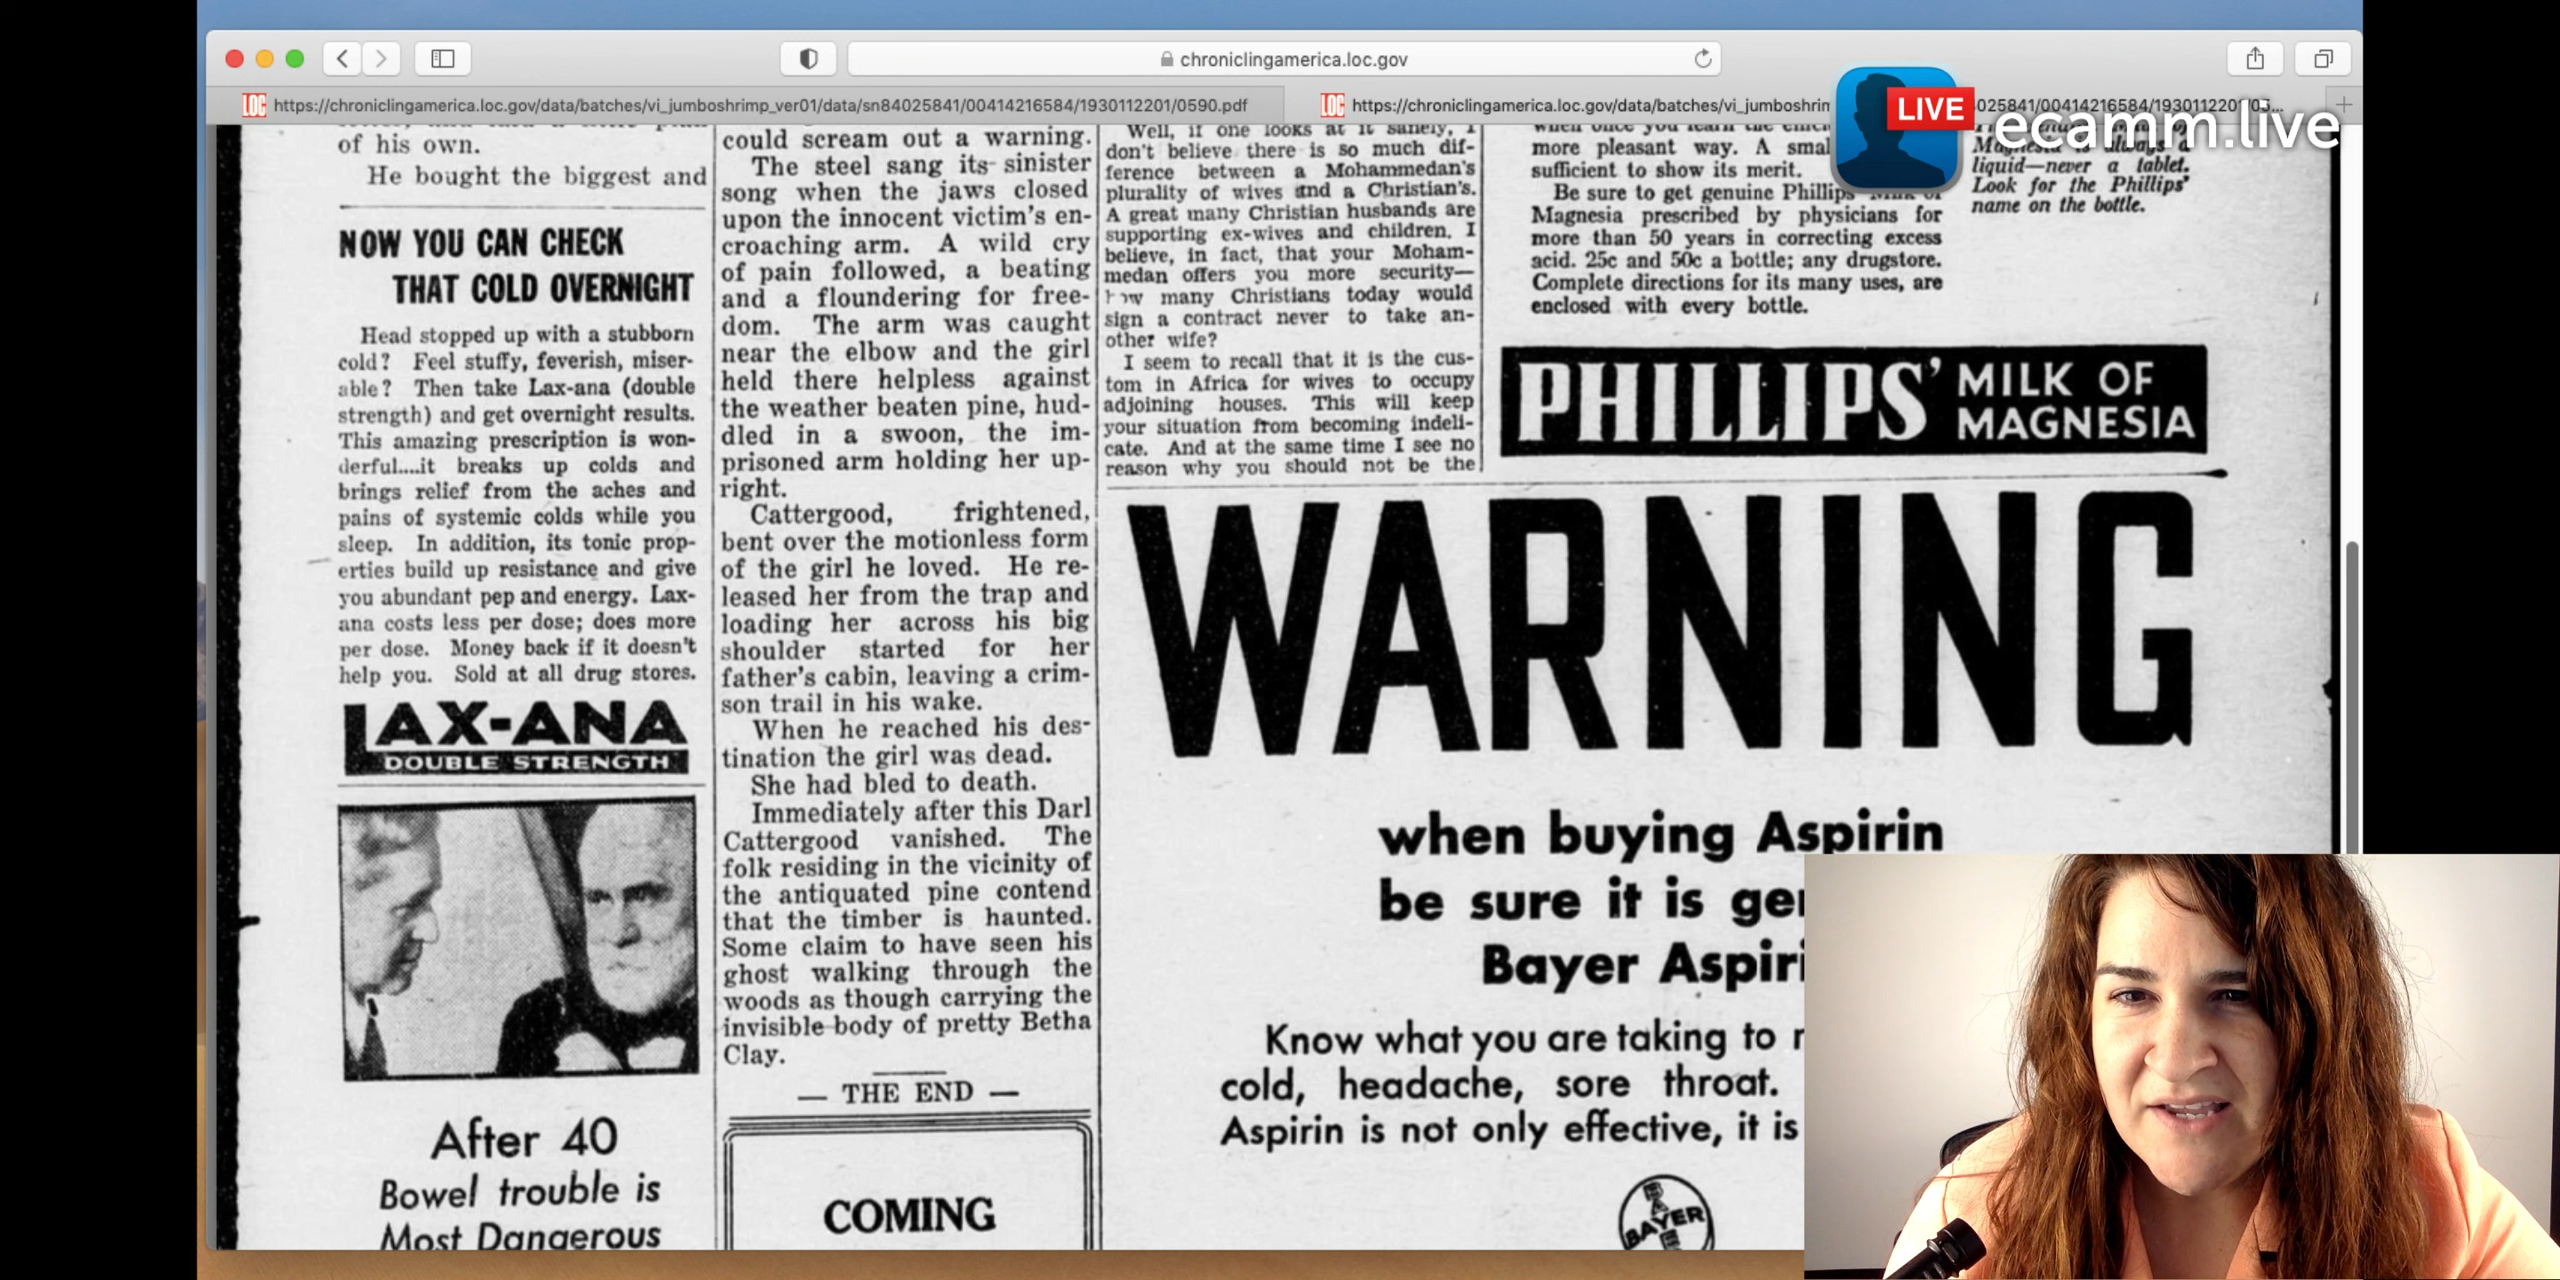 chroniclingamerica.loc.gov
LOC https://chroniclingamerica.loc.gov/data/batches/vi_jumboshrimp_ver01/data/sn84025841/00414216584/1930112201/0590.pdf
LOC https://chroniclingamerica.loc.gov/data/batches/vi_jumboshrim
LIVE
ecamm.live
of his own.
He bought the biggest and
NOW YOU CAN CHECK
THAT COLD OVERNIGHT
Head stopped up with a stubborn
cold? Feel stuffy, feverish, miser-
able? Then take Lax-ana (double
strength) and get overnight results.
This amazing prescription is won-
derful....it breaks up colds and
brings relief from the aches and
pains of systemic colds while you
sleep. In addition, its tonic prop-
erties build up resistance and give
you abundant pep and energy. Lax-
ana costs less per dose; does more
per dose. Money back if it doesn't
help you. Sold at all drug stores.
LAX-ANA
DOUBLE STRENGTH
After 40
Bowel trouble is
Most Dangerous
could scream out a warning.
The steel sang its sinister
song when the jaws closed
upon the innocent victim's en-
croaching arm. A wild cry
of pain followed, a beating
and a floundering for free-
dom. The arm was caught
near the elbow and the girl
held there helpless against
the weather beaten pine, hud-
dled in a swoon, the im-
prisoned arm holding her up-
right.
Cattergood, frightened,
bent over the motionless form
of the girl he loved. He re-
leased her from the trap and
loading her across his big
shoulder started for her
father's cabin, leaving a crim-
son trail in his wake.
When he reached his des-
tination the girl was dead.
She had bled to death.
Immediately after this Darl
Cattergood vanished. The
folk residing in the vicinity of
the antiquated pine contend
that the timber is haunted.
Some claim to have seen his
ghost walking through the
woods as though carrying the
invisible body of pretty Betha
Clay.
— THE END —
COMING
Well, if one looks at it sanely, I
don't believe there is so much dif-
ference between a Mohammedan's
plurality of wives and a Christian's.
A great many Christian husbands are
supporting ex-wives and children. I
believe, in fact, that your Moham-
medan offers you more security—
how many Christians today would
sign a contract never to take an-
other wife?
I seem to recall that it is the cus-
tom in Africa for wives to occupy
adjoining houses. This will keep
your situation from becoming indeli-
cate. And at the same time I see no
reason why you should not be the
when once you learn the
more pleasant way. A smal
sufficient to show its merit.
Be sure to get genuine Phillips' Milk of
Magnesia prescribed by physicians for
more than 50 years in correcting excess
acid. 25c and 50c a bottle; any drugstore.
Complete directions for its many uses, are
enclosed with every bottle.
liquid—never a tablet.
Look for the Phillips'
name on the bottle.
PHILLIPS' MILK OF
MAGNESIA
WARNING
when buying Aspirin
be sure it is ge
Bayer Aspiri
Know what you are taking to r
cold, headache, sore throat.
Aspirin is not only effective, it is
BAYER